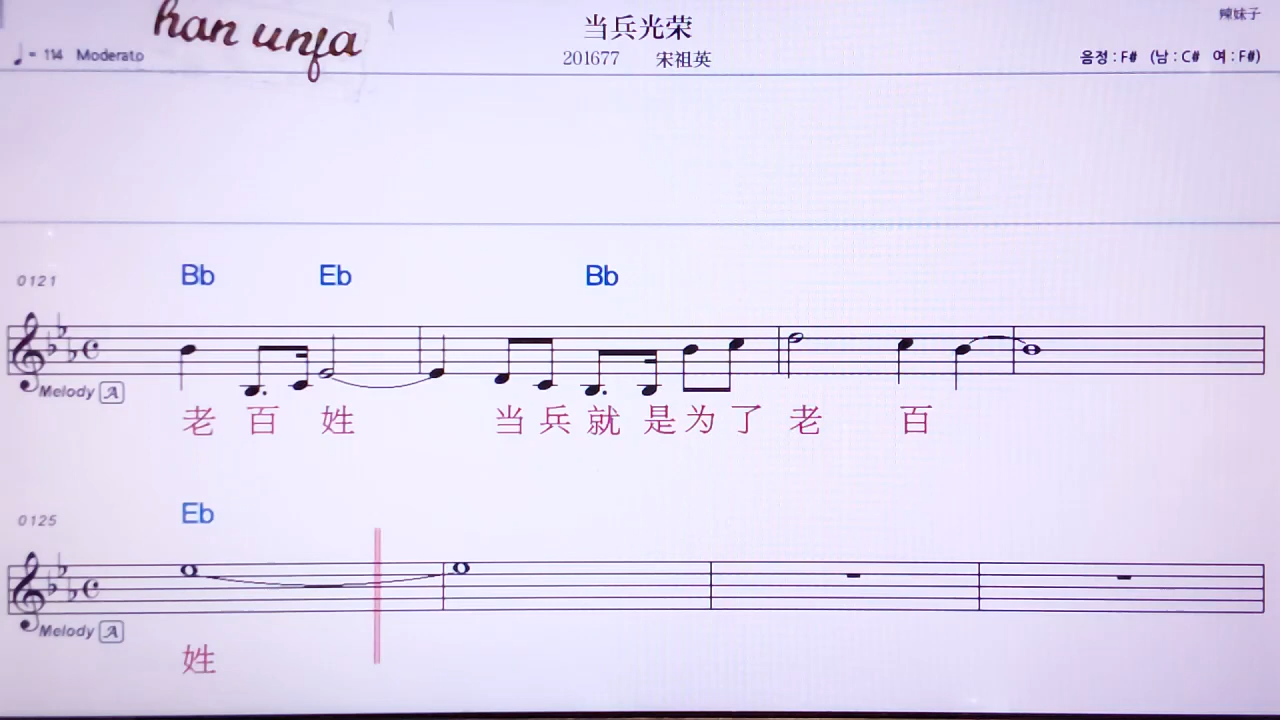 han unja
当兵光荣
辣妹子
♩= 114 Moderato
201677 宋祖英
음정 : F# (남 : C# 여 : F#)
0121
Bb Eb Bb
Melody A
老 百 姓 当 兵 就 是 为 了 老 百
0125
Eb
Melody A
姓